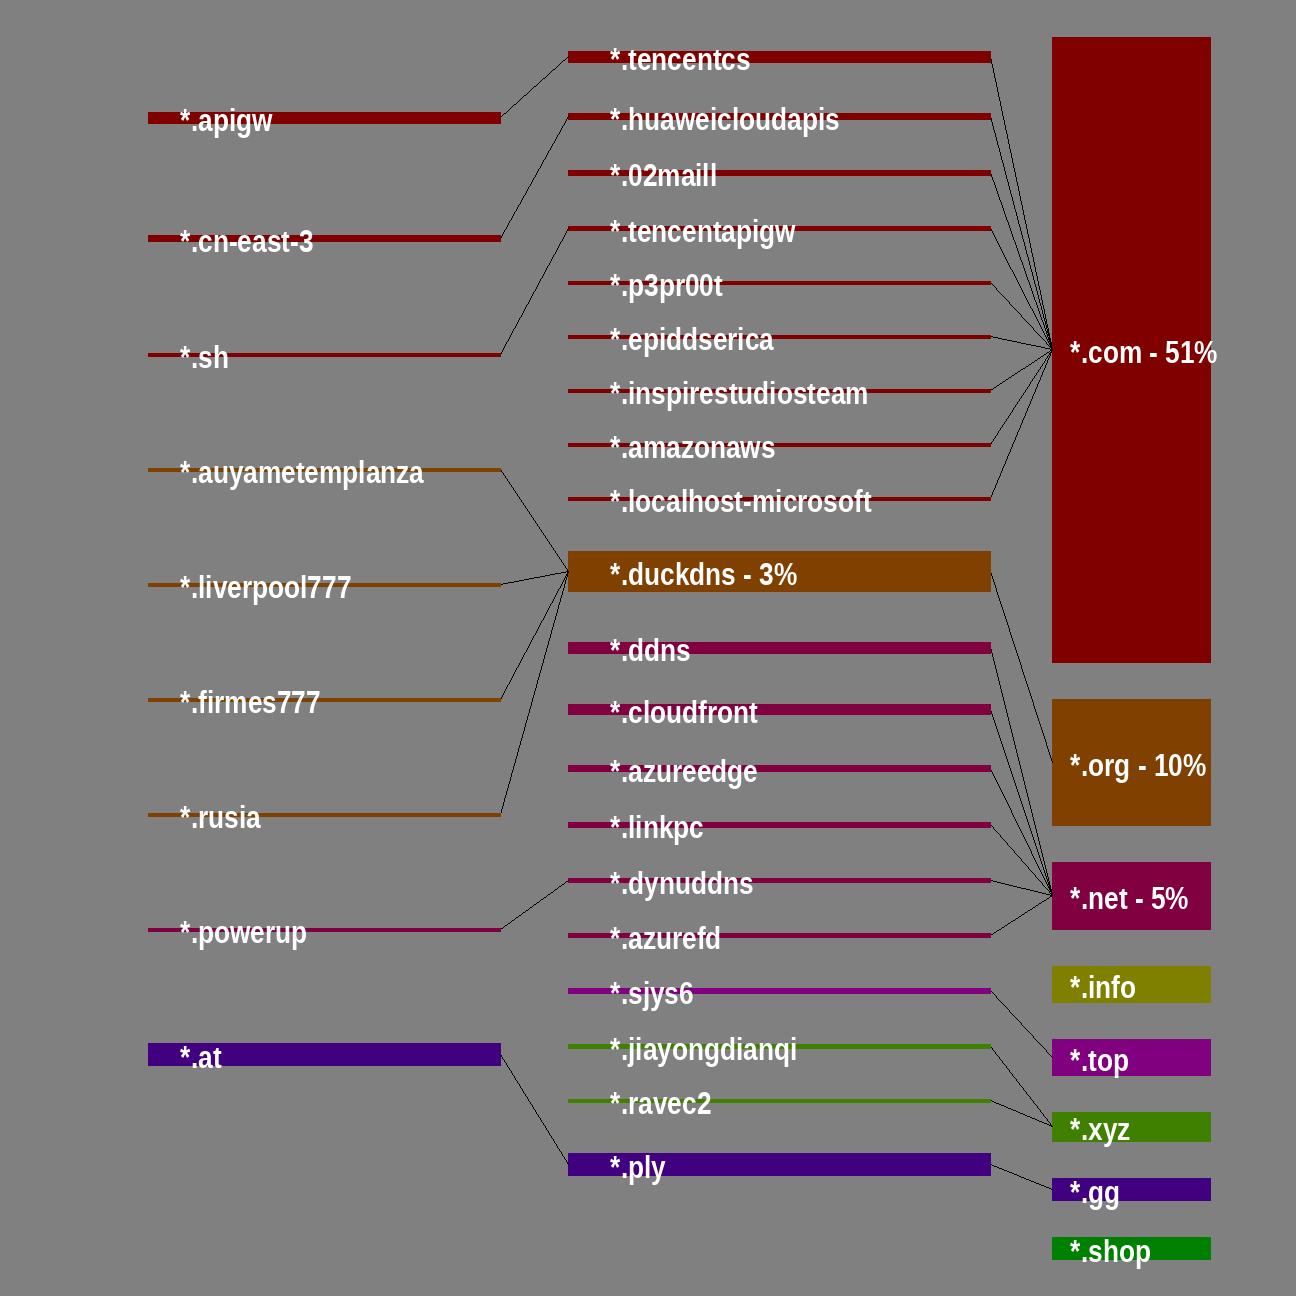 *.apigw
*.cn-east-3
*.sh
*.auyametemplanza
*.liverpool777
*.firmes777
*.rusia
*.powerup
*.at
*.tencentcs
*.huaweicloudapis
*.02maill
*.tencentapigw
*.p3pr00t
*.epiddserica
*.inspirestudiosteam
*.amazonaws
*.localhost-microsoft
*.duckdns - 3%
*.ddns
*.cloudfront
*.azureedge
*.linkpc
*.dynuddns
*.azurefd
*.sjys6
*.jiayongdianqi
*.ravec2
*.ply
*.com - 51%
*.org - 10%
*.net - 5%
*.info
*.top
*.xyz
*.gg
*.shop